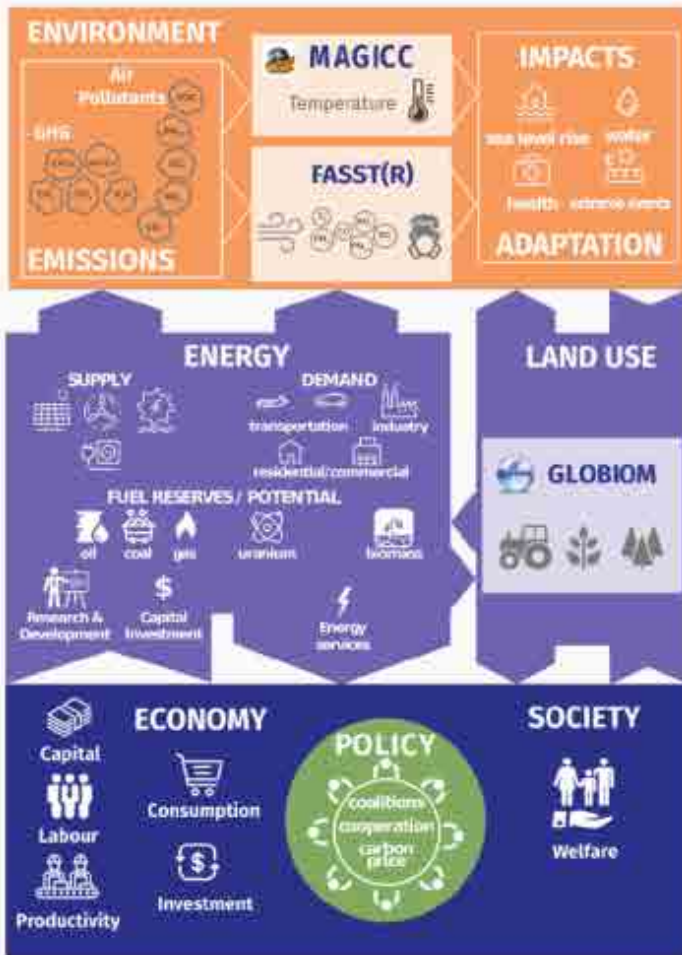 ENVIRONMENT
Air
Pollutants
GHG
EMISSIONS
MAGICC
Temperature
FASST(R)
IMPACTS
sea level rise
water
health
extreme events
ADAPTATION
ENERGY
SUPPLY
DEMAND
transportation
industry
residential/commercial
FUEL RESERVES / POTENTIAL
oil
coal
gas
uranium
biomass
Research &
Development
Capital
Investment
Energy
services
LAND USE
GLOBIOM
ECONOMY
Capital
Labour
Productivity
Consumption
Investment
POLICY
coalitions
cooperation
carbon
price
SOCIETY
Welfare